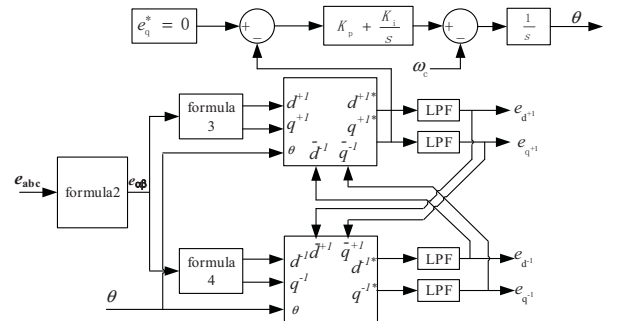 e*q = 0
+
−
Kp + Ki/s
+
−
1/s
θ
ωc
formula 3
d+1
q+1
θ
d+1*
q+1*
d̄-1
q̄-1
LPF
ed+1
LPF
eq+1
eabc
formula2
eαβ
formula 4
d-1
q-1
θ
d̄+1
q̄+1
d-1*
q-1*
LPF
ed-1
LPF
eq-1
θ